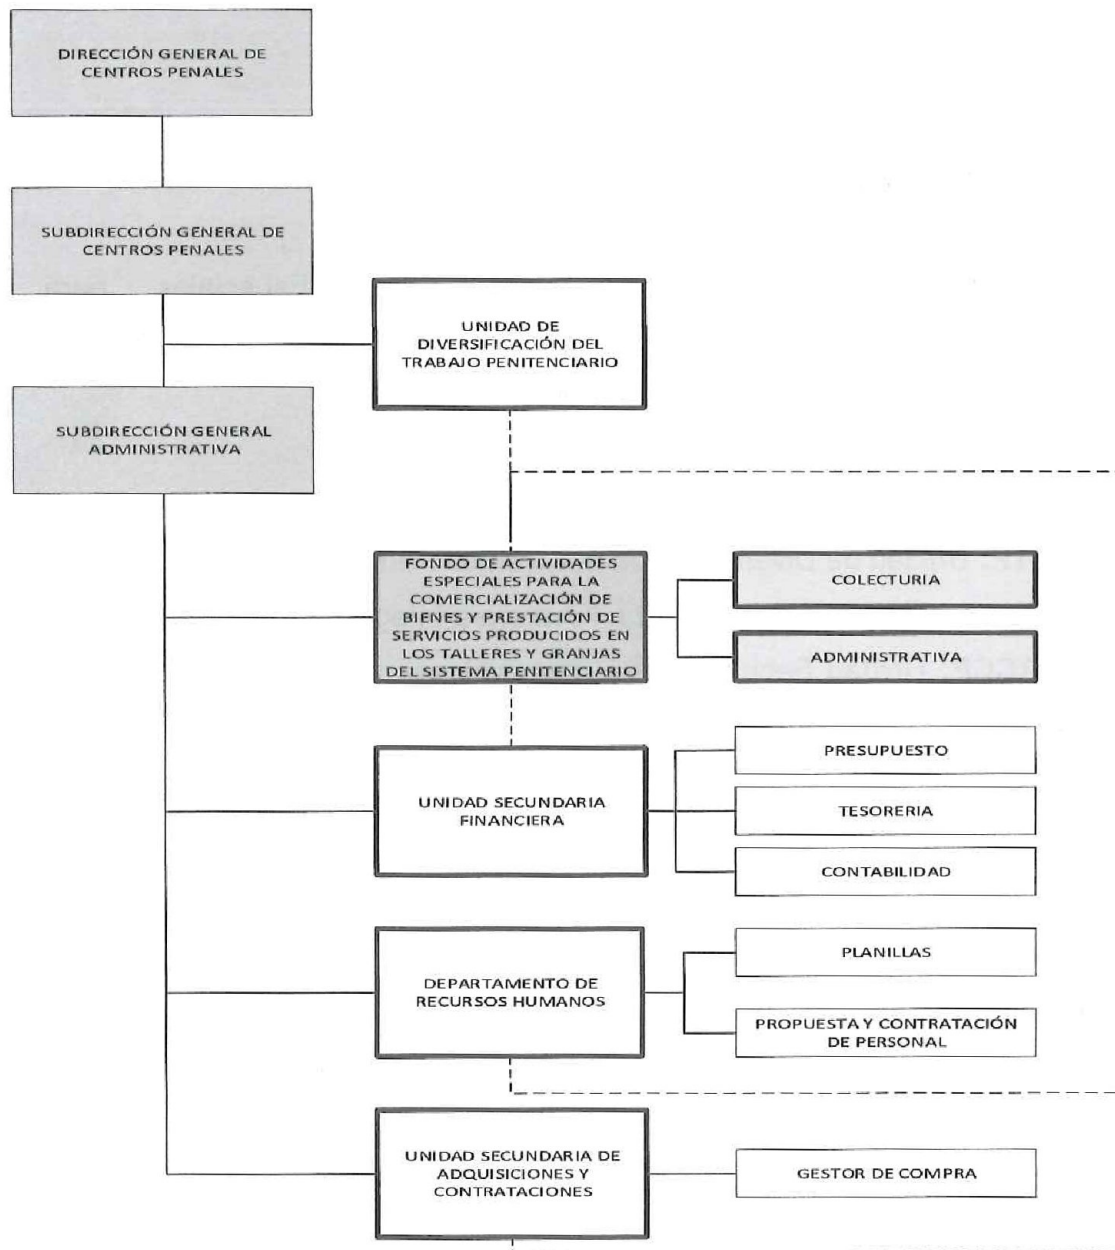 DIRECCIÓN GENERAL DE
CENTROS PENALES
SUBDIRECCIÓN GENERAL DE
CENTROS PENALES
UNIDAD DE
DIVERSIFICACIÓN DEL
TRABAJO PENITENCIARIO
SUBDIRECCIÓN GENERAL
ADMINISTRATIVA
FONDO DE ACTIVIDADES
ESPECIALES PARA LA
COMERCIALIZACIÓN DE
BIENES Y PRESTACIÓN DE
SERVICIOS PRODUCIDOS EN
LOS TALLERES Y GRANJAS
DEL SISTEMA PENITENCIARIO
COLECTURIA
ADMINISTRATIVA
UNIDAD SECUNDARIA
FINANCIERA
PRESUPUESTO
TESORERIA
CONTABILIDAD
DEPARTAMENTO DE
RECURSOS HUMANOS
PLANILLAS
PROPUESTA Y CONTRATACIÓN
DE PERSONAL
UNIDAD SECUNDARIA DE
ADQUISICIONES Y
CONTRATACIONES
GESTOR DE COMPRA